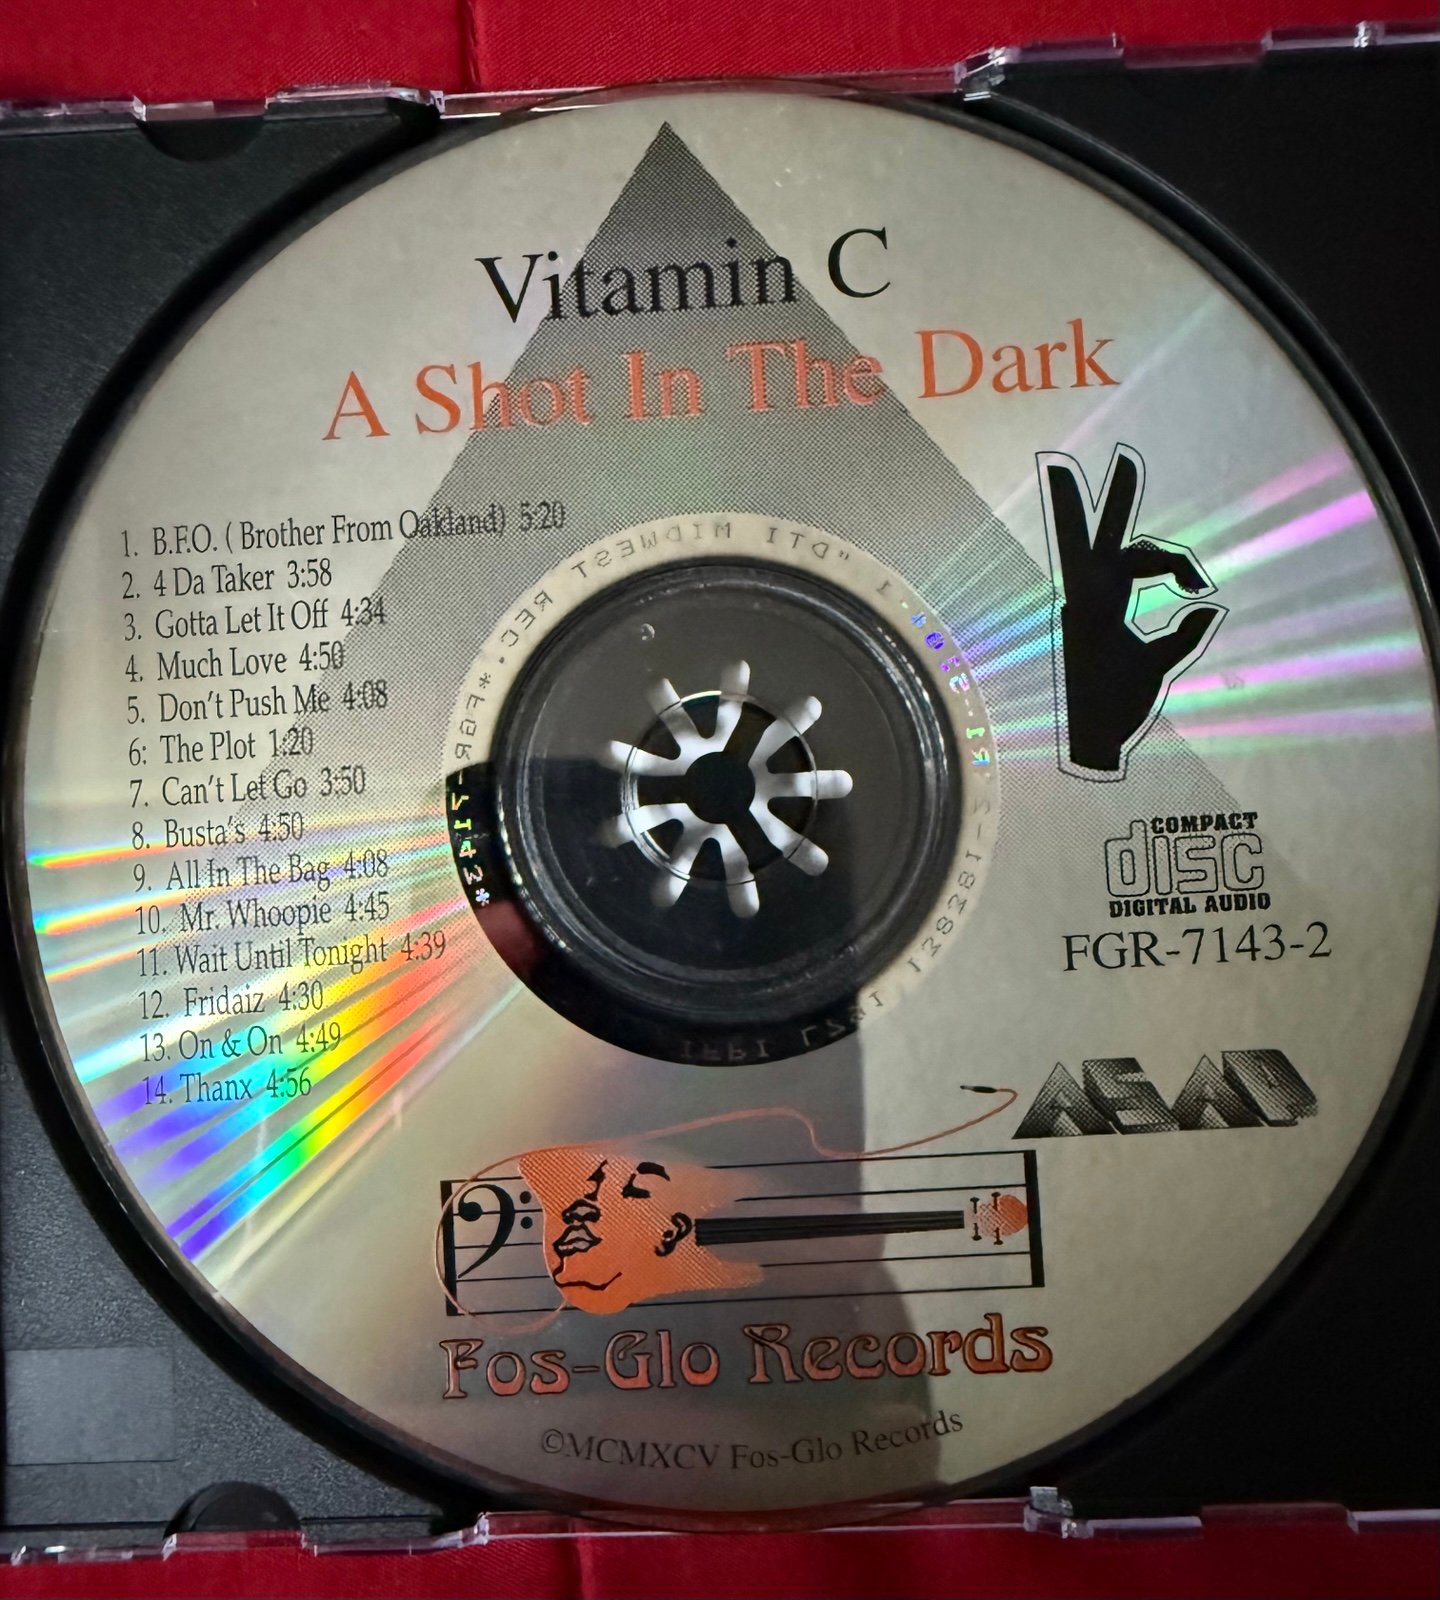 Vitamin C
A Shot In The Dark
1. B.F.O. ( Brother From Oakland) 5:20
2. 4 Da Taker 3:58
3. Gotta Let It Off 4:34
4. Much Love 4:50
5. Don't Push Me 4:08
6: The Plot 1:20
7. Can't Let Go 3:50
8. Busta's 4:50
9. All In The Bag 4:08
10. Mr. Whoopie 4:45
11. Wait Until Tonight 4:39
12. Fridaiz 4:30
13. On & On 4:49
14. Thanx 4:56
DTI MIDWEST REC. *FGR-7143*
COMPACT
disc
DIGITAL AUDIO
FGR-7143-2
ASAP
Fos-Glo Records
©MCMXCV Fos-Glo Records